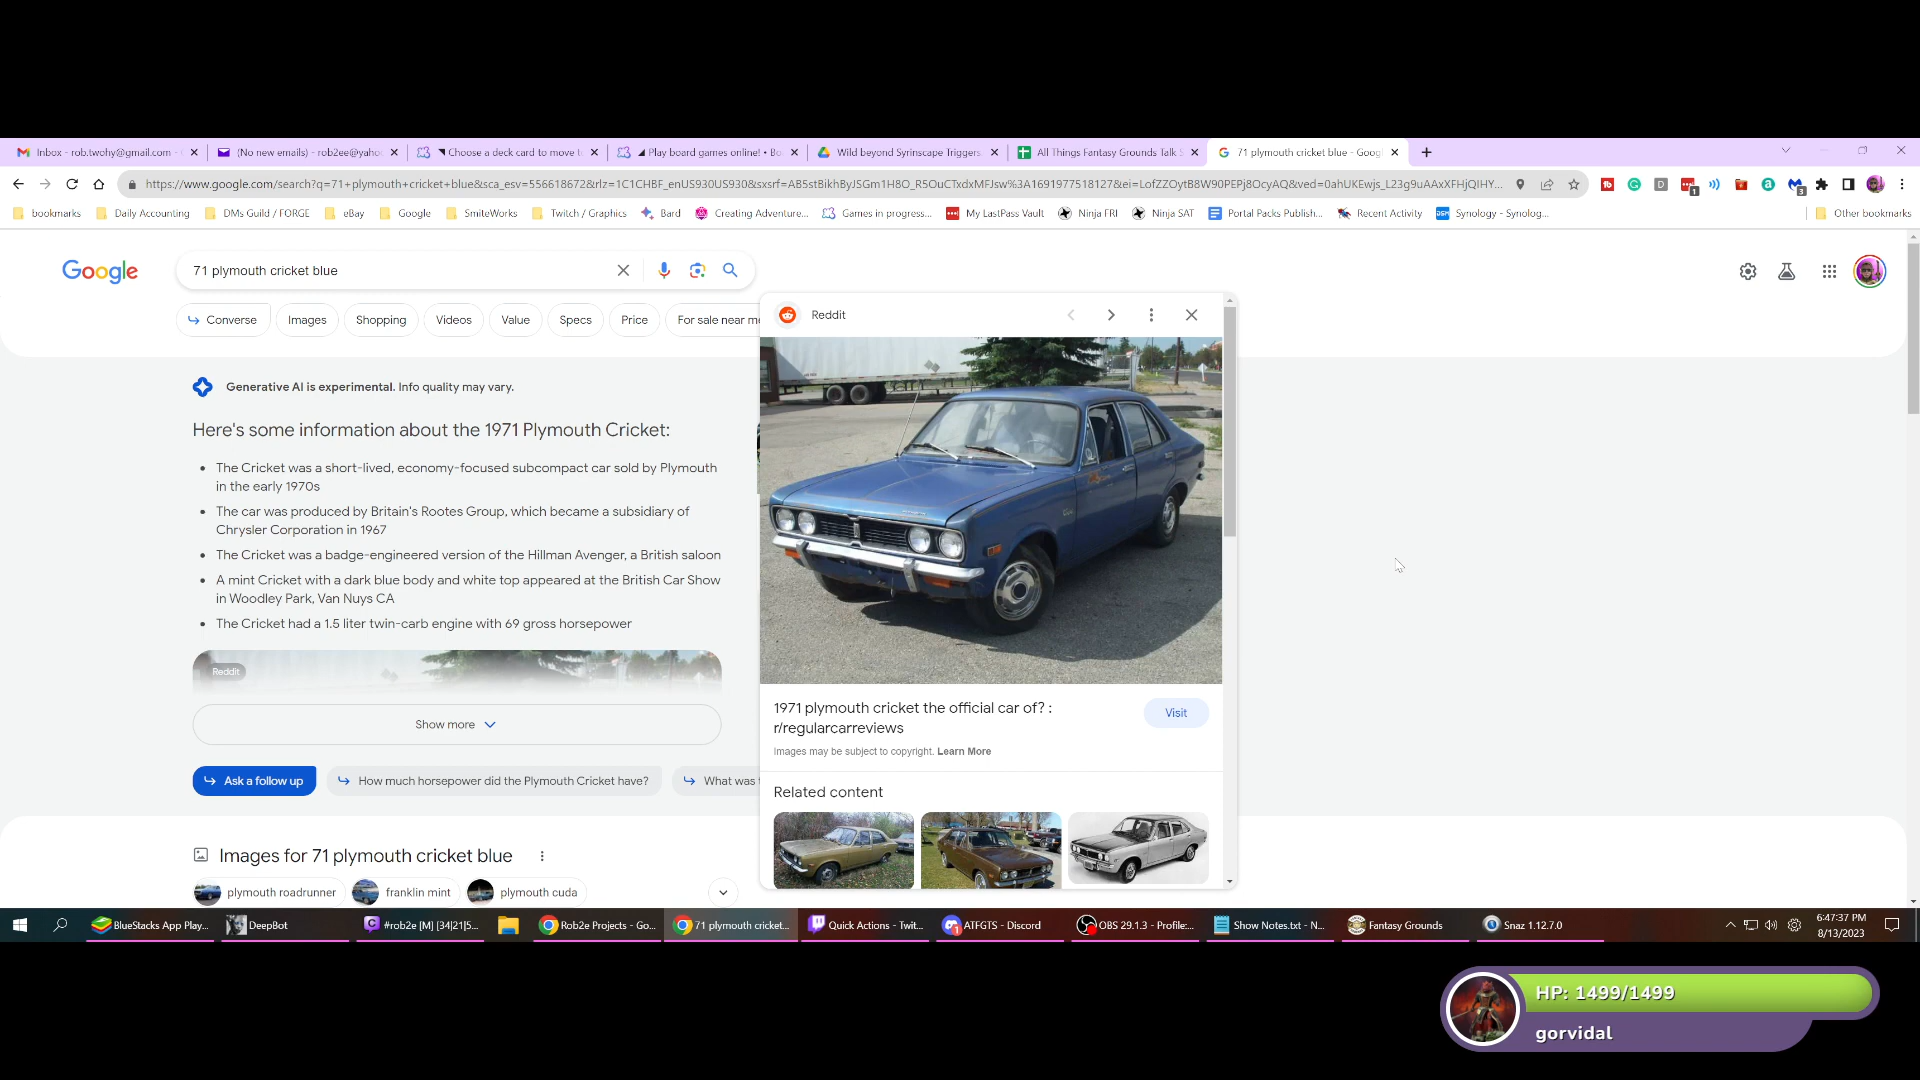 Inbox - rob.twohy@gmail.com -
(No new emails) - rob2ee@yaho
Choose a deck card to move t
Play board games online! • Bo
Wild beyond Syrinscape Triggers
All Things Fantasy Grounds Talk S
71 plymouth cricket blue - Goog
bookmarks
Daily Accounting
DMs Guild / FORGE
eBay
Google
SmiteWorks
Twitch / Graphics
Bard
Creating Adventure...
Games in progress...
My LastPass Vault
Ninja FRI
Ninja SAT
Portal Packs Publish...
Recent Activity
Synology - Synolog...
Other bookmarks
Google
71 plymouth cricket blue
Converse
Images
Shopping
Videos
Value
Specs
Price
For sale near me
Reddit
Generative AI is experimental. Info quality may vary.
Here's some information about the 1971 Plymouth Cricket:
• The Cricket was a short-lived, economy-focused subcompact car sold by Plymouth
in the early 1970s
• The car was produced by Britain's Rootes Group, which became a subsidiary of
Chrysler Corporation in 1967
• The Cricket was a badge-engineered version of the Hillman Avenger, a British saloon
• A mint Cricket with a dark blue body and white top appeared at the British Car Show
in Woodley Park, Van Nuys CA
• The Cricket had a 1.5 liter twin-carb engine with 69 gross horsepower
Reddit
Show more
Ask a follow up
How much horsepower did the Plymouth Cricket have?
What was
1971 plymouth cricket the official car of? :
r/regularcarreviews
Visit
Images may be subject to copyright. Learn More
Related content
Images for 71 plymouth cricket blue
plymouth roadrunner
franklin mint
plymouth cuda
BlueStacks App Play...
DeepBot
#rob2e [M] [34|21|5...
Rob2e Projects - Go...
71 plymouth cricket...
Quick Actions - Twit...
ATFGTS - Discord
OBS 29.1.3 - Profile:...
Show Notes.txt - N...
Fantasy Grounds
Snaz 1.12.7.0
6:47:37 PM
8/13/2023
HP: 1499/1499
gorvidal